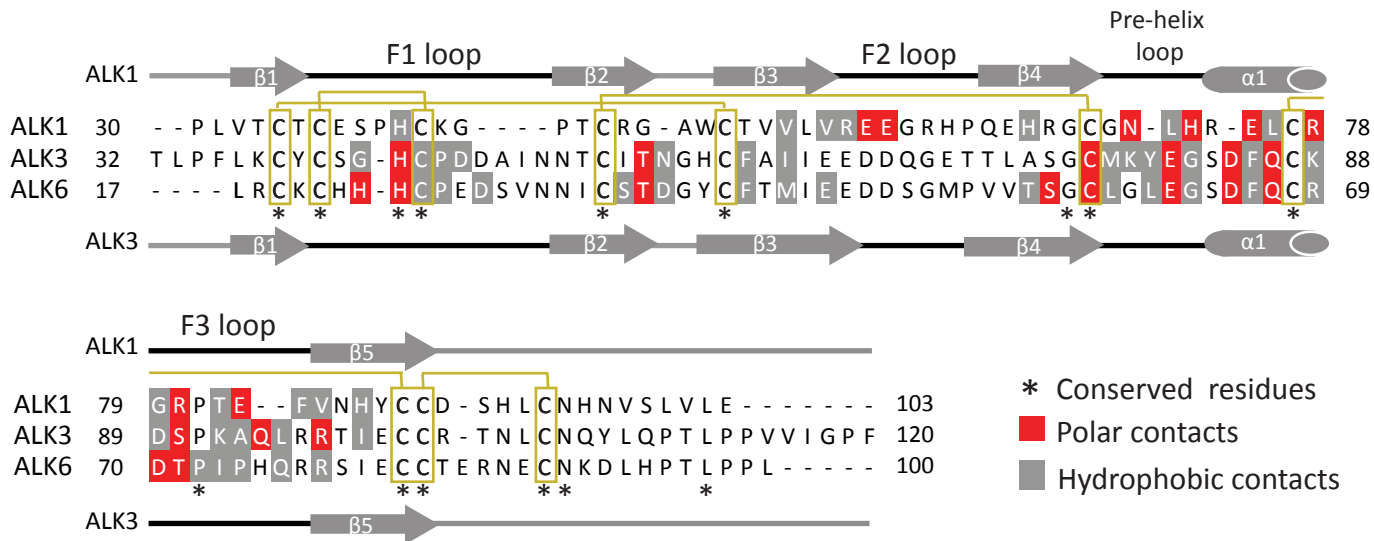 Pre-helix
loop
F1 loop F2 loop
ALK1 β1 β2 β3 β4 α1
ALK1 30 - - P L V T C T C E S P H C K G - - - - P T C R G - A W C T V V L V R E E G R H P Q E H R G C G N - L H R - E L C R 78
ALK3 32 T L P F L K C Y C S G - H C P D D A I N N T C I T N G H C F A I I E E D D Q G E T T L A S G C M K Y E G S D F Q C K 88
ALK6 17 - - L R C K C H H - H C P E D S V N N I C S T D G Y C F T M I E E D D S G M P V V T S G C L G L E G S D F Q C R 69
* * * * * * * * *
ALK3 β1 β2 β3 β4 α1
F3 loop
ALK1 β5
ALK1 79 G R P T E - - F V N H Y C C D - S H L C N H N V S L V L E - - - - - - - 103
ALK3 89 D S P K A Q L R R T I E C C R - T N L C N Q Y L Q P T L P P V V I G P F 120
ALK6 70 D T P I P H Q R R S I E C C T E R N E C N K D L H P T L P P L - - - - - 100
* * * * * *
ALK3 β5
* Conserved residues
Polar contacts
Hydrophobic contacts